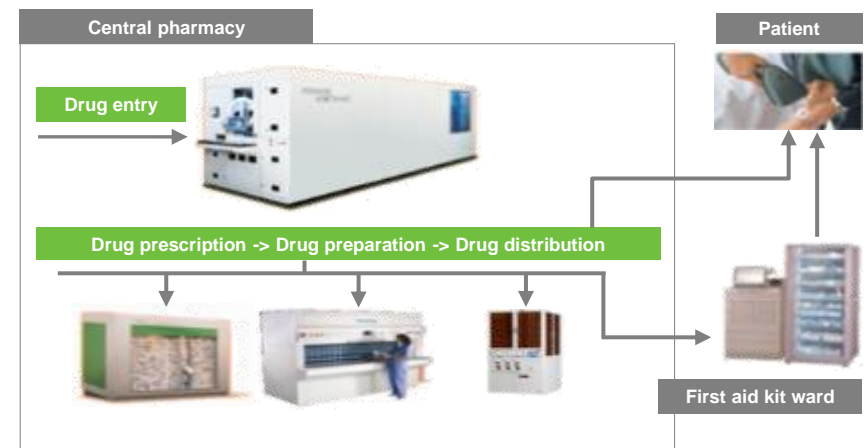 Central pharmacy
Patient
Drug entry
Drug prescription -> Drug preparation -> Drug distribution
First aid kit ward